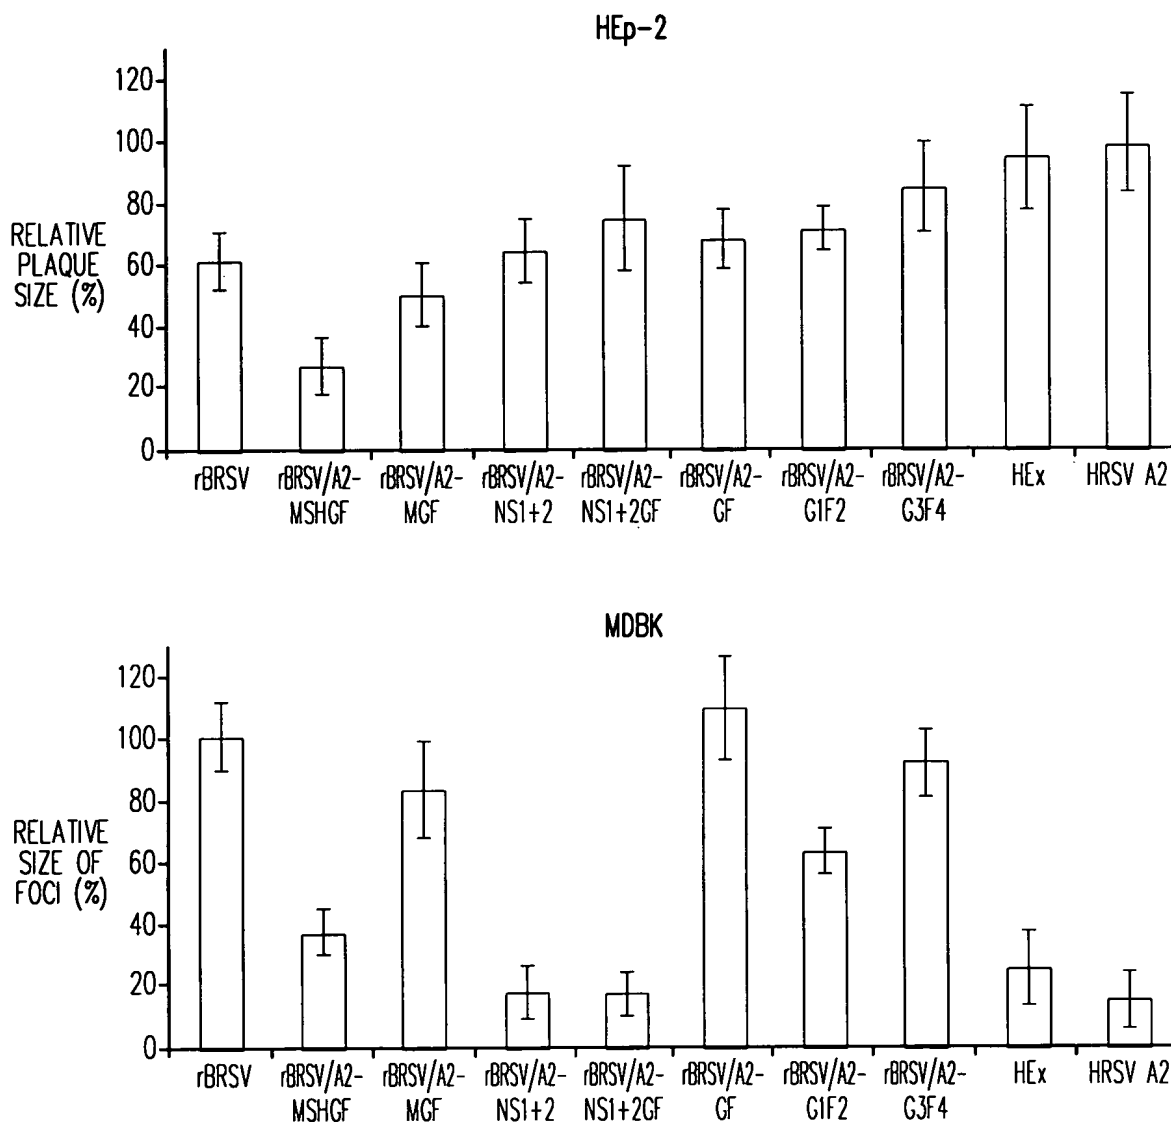 HEp-2
120
100
80
60
40
20
0
RELATIVE
PLAQUE
SIZE (%)
rBRSV
rBRSV/A2-
MSHGF
rBRSV/A2-
MGF
rBRSV/A2-
NS1+2
rBRSV/A2-
NS1+2GF
rBRSV/A2-
GF
rBRSV/A2-
G1F2
rBRSV/A2-
G3F4
HEx
HRSV A2
MDBK
120
100
80
60
40
20
0
RELATIVE
SIZE OF
FOCI (%)
rBRSV
rBRSV/A2-
MSHGF
rBRSV/A2-
MGF
rBRSV/A2-
NS1+2
rBRSV/A2-
NS1+2GF
rBRSV/A2-
GF
rBRSV/A2-
G1F2
rBRSV/A2-
G3F4
HEx
HRSV A2